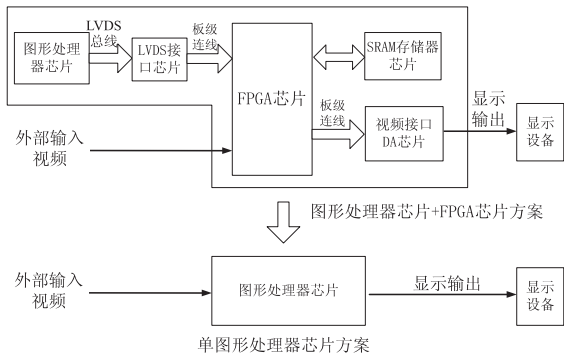 LVDS
总线
图形处理
器芯片
LVDS接
口芯片
板级
连线
FPGA芯片
SRAM存储器
芯片
板级
连线
视频接口
DA芯片
显示
输出
显示
设备
外部输入
视频
图形处理器芯片+FPGA芯片方案
外部输入
视频
图形处理器芯片
显示输出
显示
设备
单图形处理器芯片方案